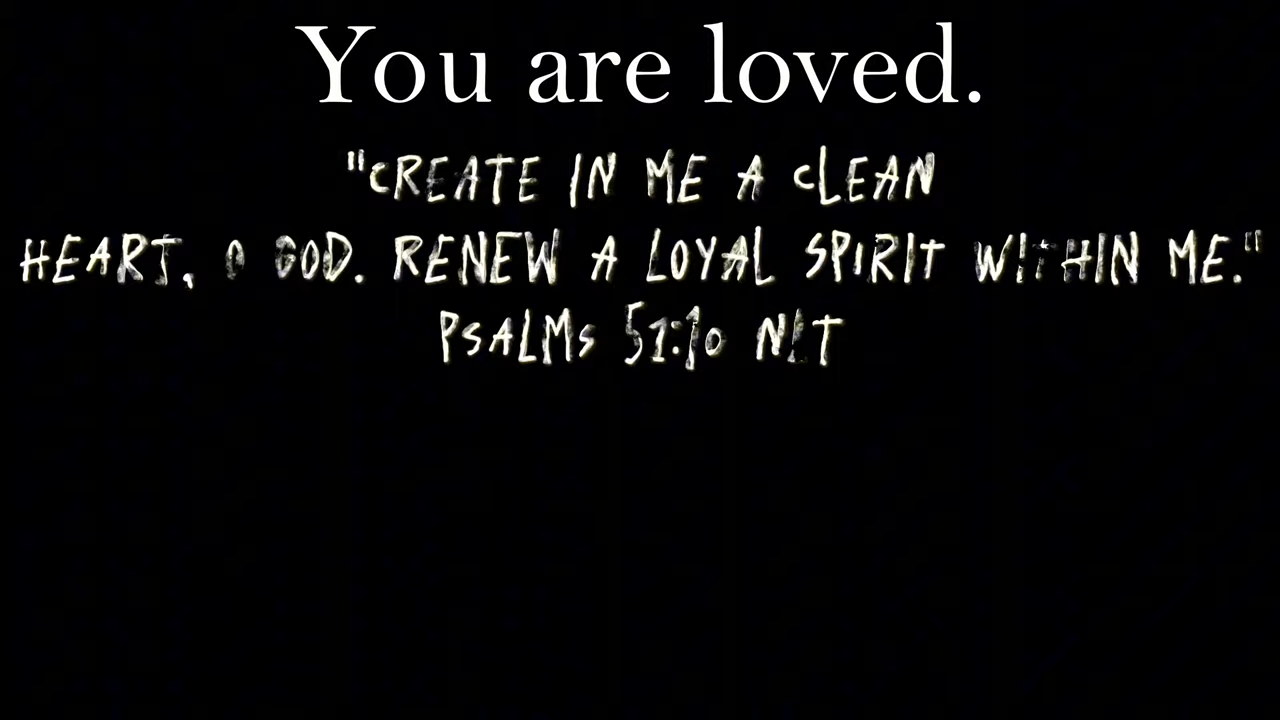 You are loved.
"CREATE IN ME A CLEAN
HEART, O GOD. RENEW A LOYAL SPIRIT WITHIN ME."
PSALMS 51:10 NLT